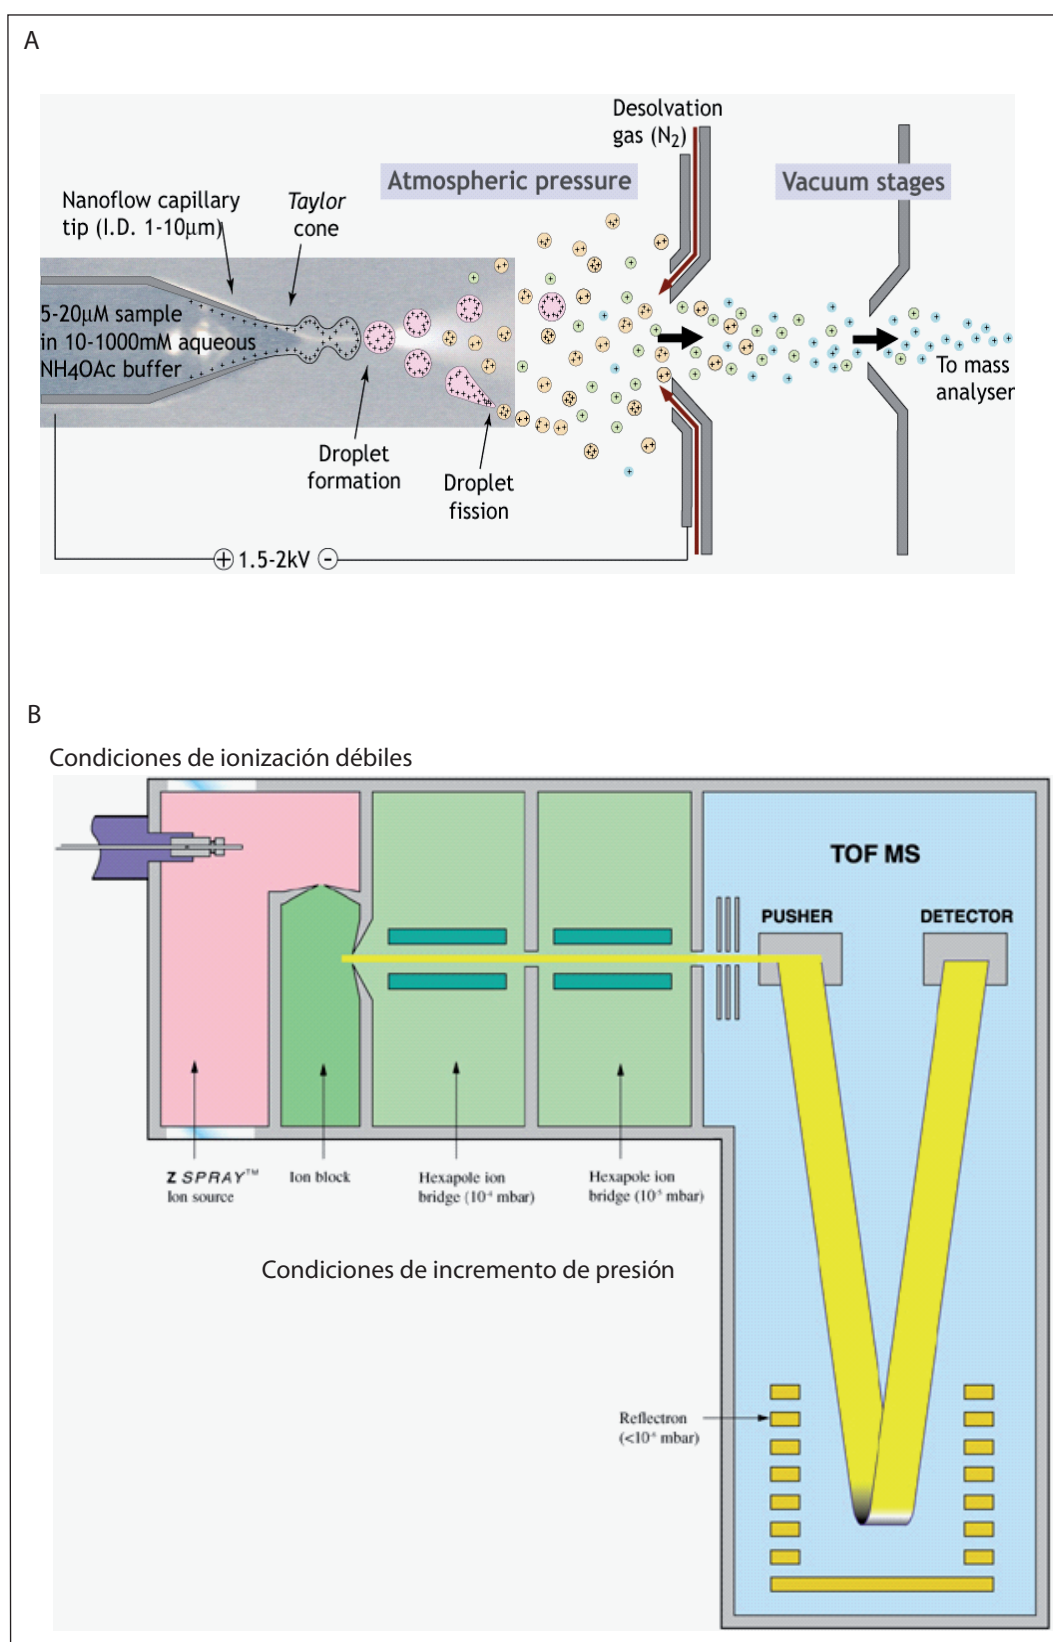 A
Desolvation
gas (N2)
Atmospheric pressure
Vacuum stages
Nanoflow capillary
tip (I.D. 1-10μm)
Taylor
cone
5-20μM sample
in 10-1000mM aqueous
NH4OAc buffer
To mass
analyser
Droplet
formation
Droplet
fission
+ 1.5-2kV -
B
Condiciones de ionización débiles
TOF MS
PUSHER
DETECTOR
Z SPRAY™
Ion source
Ion block
Hexapole ion
bridge (10⁻⁴ mbar)
Hexapole ion
bridge (10⁻⁵ mbar)
Condiciones de incremento de presión
Reflectron
(<10⁻⁶ mbar)